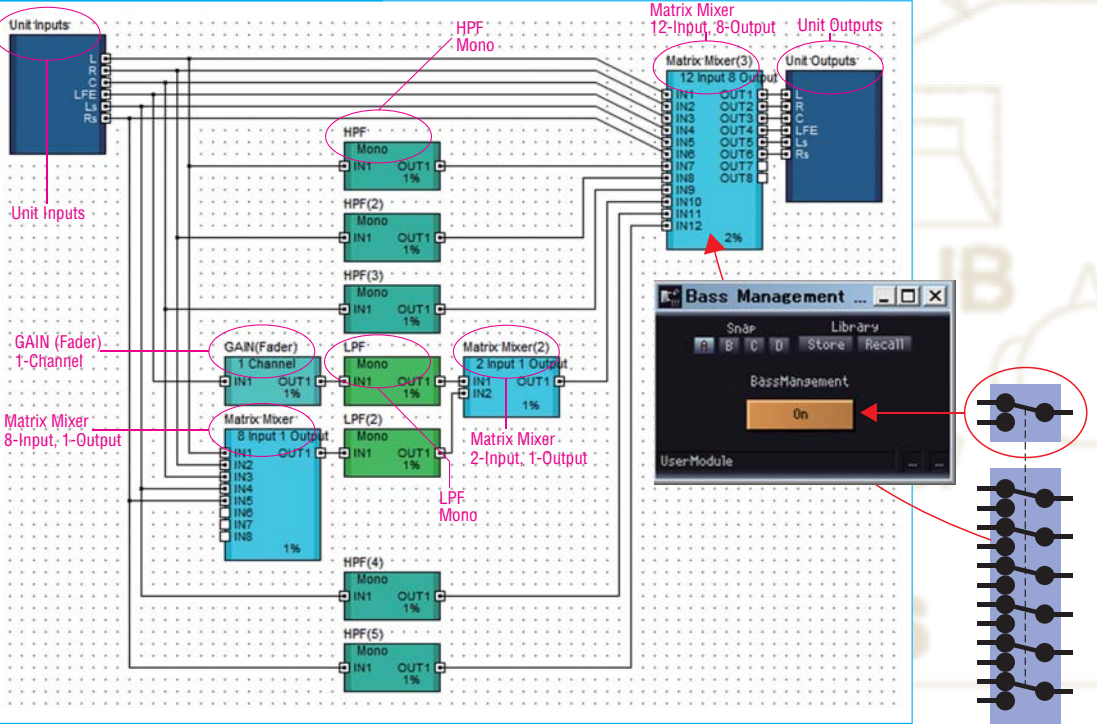 Unit Inputs
L
R
C
LFE
Ls
Rs
Unit Inputs
HPF
Mono
Matrix Mixer
12-Input, 8-Output
Unit Outputs
Matrix Mixer(3)
12 Input 8 Output
IN1 OUT1
IN2 OUT2
IN3 OUT3
IN4 OUT4
IN5 OUT5
IN6 OUT6
IN7 OUT7
IN8 OUT8
IN9
IN10
IN11
IN12
2%
Unit Outputs
L
R
C
LFE
Ls
Rs
HPF
Mono
IN1 OUT1
1%
HPF(2)
Mono
IN1 OUT1
1%
HPF(3)
Mono
IN1 OUT1
1%
GAIN (Fader)
1-Channel
GAIN(Fader)
1 Channel
IN1 OUT1
1%
LPF
Mono
IN1 OUT1
1%
Matrix Mixer(2)
2 Input 1 Output
IN1 OUT1
IN2
1%
Matrix Mixer
8-Input, 1-Output
Matrix Mixer
8 Input 1 Output
IN1 OUT1
IN2
IN3
IN4
IN5
IN6
IN7
IN8
1%
LPF(2)
Mono
IN1 OUT1
1%
Matrix Mixer
2-Input, 1-Output
LPF
Mono
HPF(4)
Mono
IN1 OUT1
1%
HPF(5)
Mono
IN1 OUT1
1%
Bass Management ...
Snap Library
A B C D Store Recall
BassMangement
On
UserModule
... ...